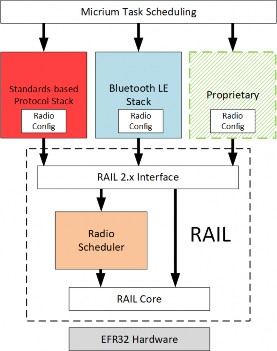 Micrium Task Scheduling
Standards-based
Protocol Stack
Radio
Config
Bluetooth LE
Stack
Radio
Config
Proprietary
Radio
Config
RAIL 2.x Interface
Radio
Scheduler
RAIL
RAIL Core
EFR32 Hardware